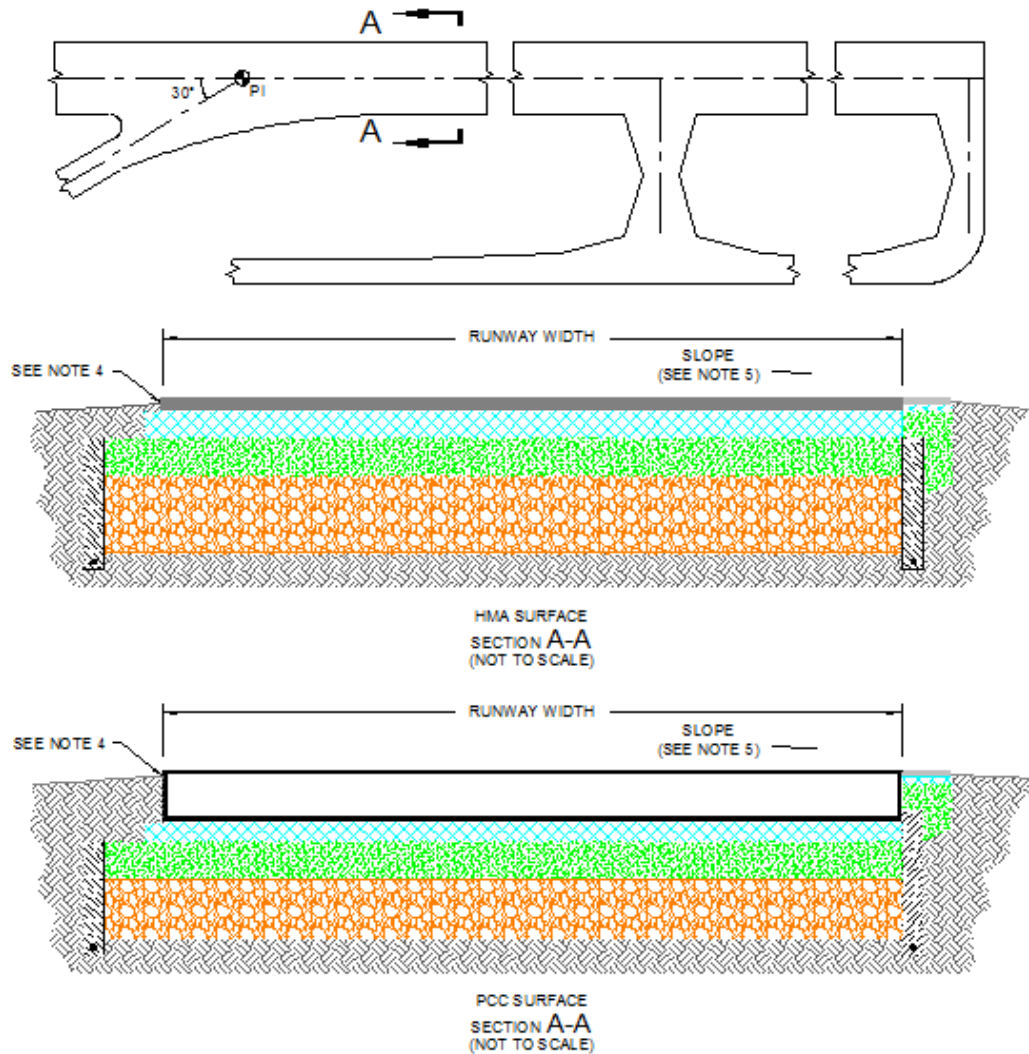 A
30°
PI
A
RUNWAY WIDTH
SEE NOTE 4
SLOPE
(SEE NOTE 5)
HMA SURFACE
SECTION A-A
(NOT TO SCALE)
RUNWAY WIDTH
SEE NOTE 4
SLOPE
(SEE NOTE 5)
PCC SURFACE
SECTION A-A
(NOT TO SCALE)